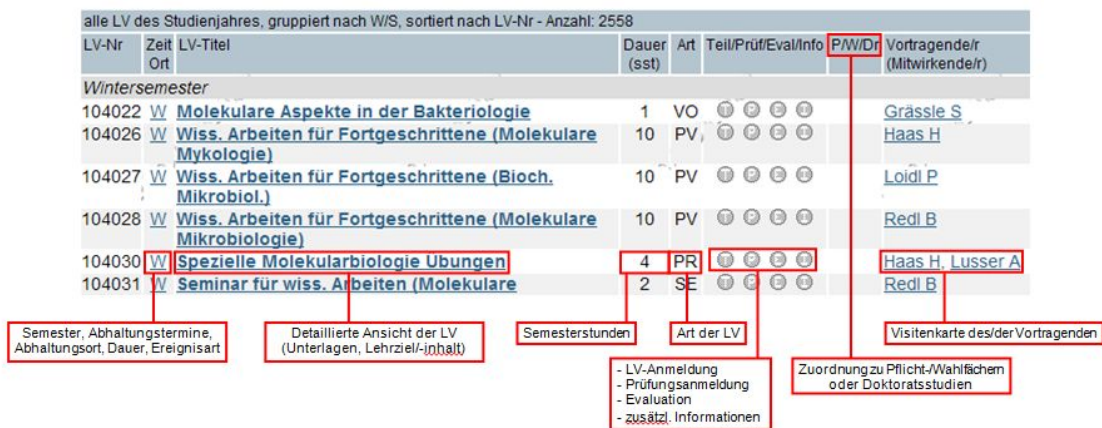 alle LV des Studienjahres, gruppiert nach W/S, sortiert nach LV-Nr - Anzahl: 2558
LV-Nr Zeit LV-Titel Dauer Art Teil/Prüf/Eval/Info P/W/Dr Vortragende/r
Ort (sst) (Mitwirkende/r)
Wintersemester
104022 W Molekulare Aspekte in der Bakteriologie 1 VO T P E i Grässle S
104026 W Wiss. Arbeiten für Fortgeschrittene (Molekulare 10 PV T P E i Haas H
Mykologie)
104027 W Wiss. Arbeiten für Fortgeschrittene (Bioch. 10 PV T P E i Loidl P
Mikrobiol.)
104028 W Wiss. Arbeiten für Fortgeschrittene (Molekulare 10 PV T P E i Redl B
Mikrobiologie)
104030 W Spezielle Molekularbiologie Übungen 4 PR T P E i Haas H, Lusser A
104031 W Seminar für wiss. Arbeiten (Molekulare 2 SE T P E i Redl B
Semester, Abhaltungstermine,
Abhaltungsort, Dauer, Ereignisart
Detaillierte Ansicht der LV
(Unterlagen, Lehrziel/-inhalt)
Semesterstunden
Art der LV
Visitenkarte des/der Vortragenden
- LV-Anmeldung
- Prüfungsanmeldung
- Evaluation
- zusätzl. Informationen
Zuordnung zu Pflicht-/Wahlfächern
oder Doktoratsstudien